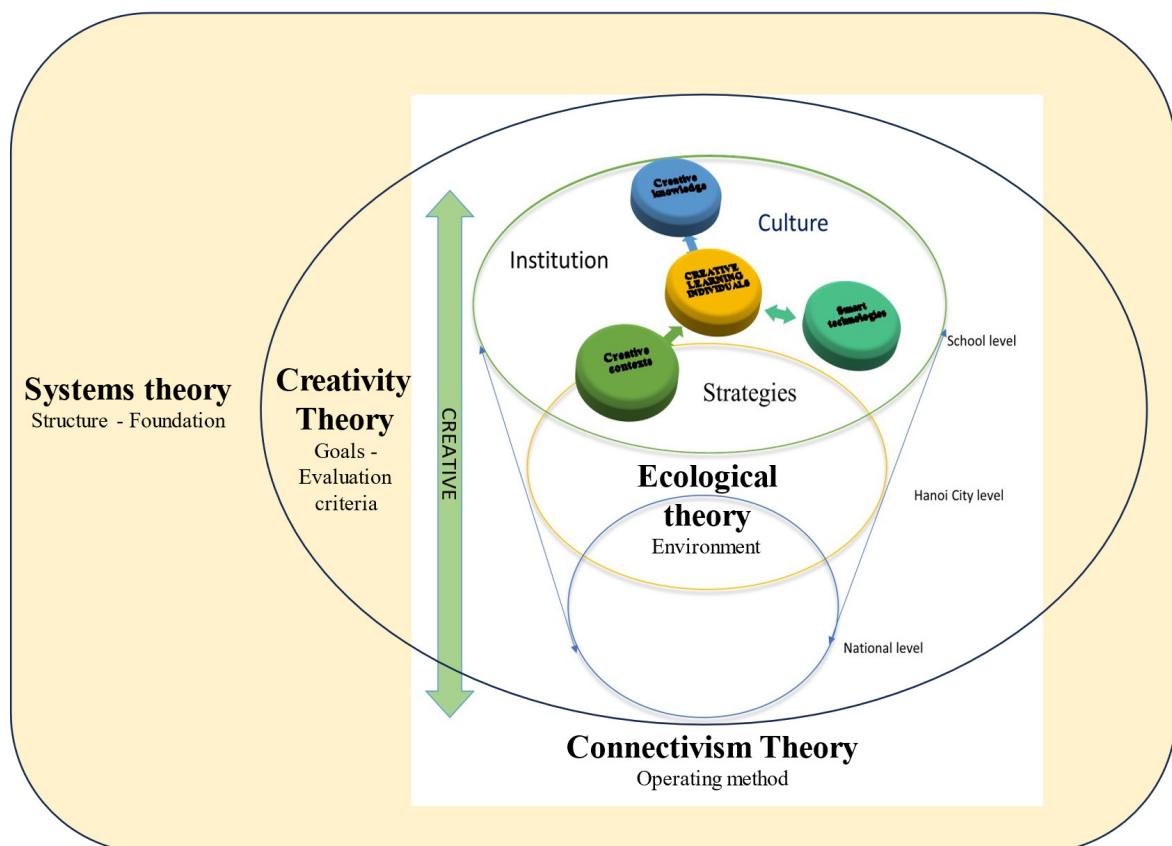 Creative
knowledge
Culture
Institution
CREATIVE
LEARNING
INDIVIDUALS
Smart
technologies
School level
Creative
contexts
Strategies
Systems theory
Structure - Foundation
Creativity
Theory
Goals -
Evaluation
criteria
CREATIVE
Ecological
theory
Environment
Hanoi City level
National level
Connectivism Theory
Operating method